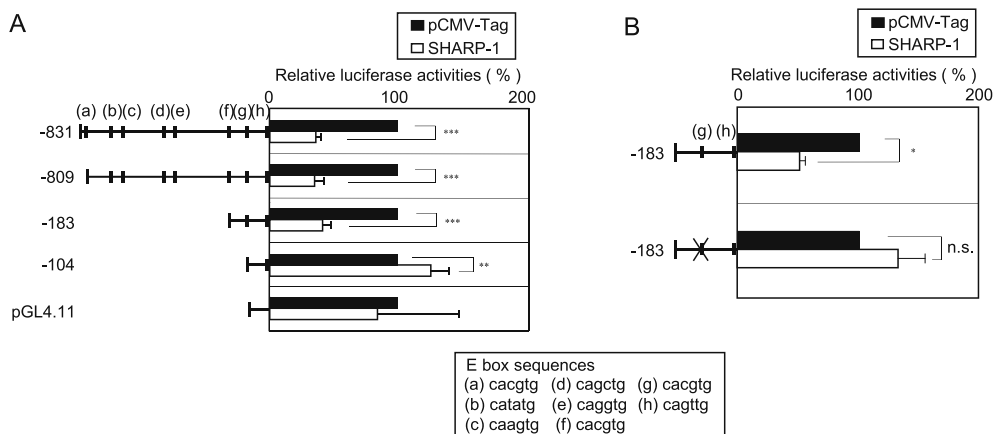 A
pCMV-Tag
SHARP-1
Relative luciferase activities ( % )
0 100 200
(a) (b) (c) (d) (e) (f) (g) (h)
-831
***
-809
***
-183
***
-104
**
pGL4.11
B
pCMV-Tag
SHARP-1
Relative luciferase activities ( % )
0 100 200
(g) (h)
-183
*
-183
n.s.
E box sequences
(a) cacgtg (d) cagctg (g) cacgtg
(b) catatg (e) caggtg (h) cagttg
(c) caagtg (f) cacgtg